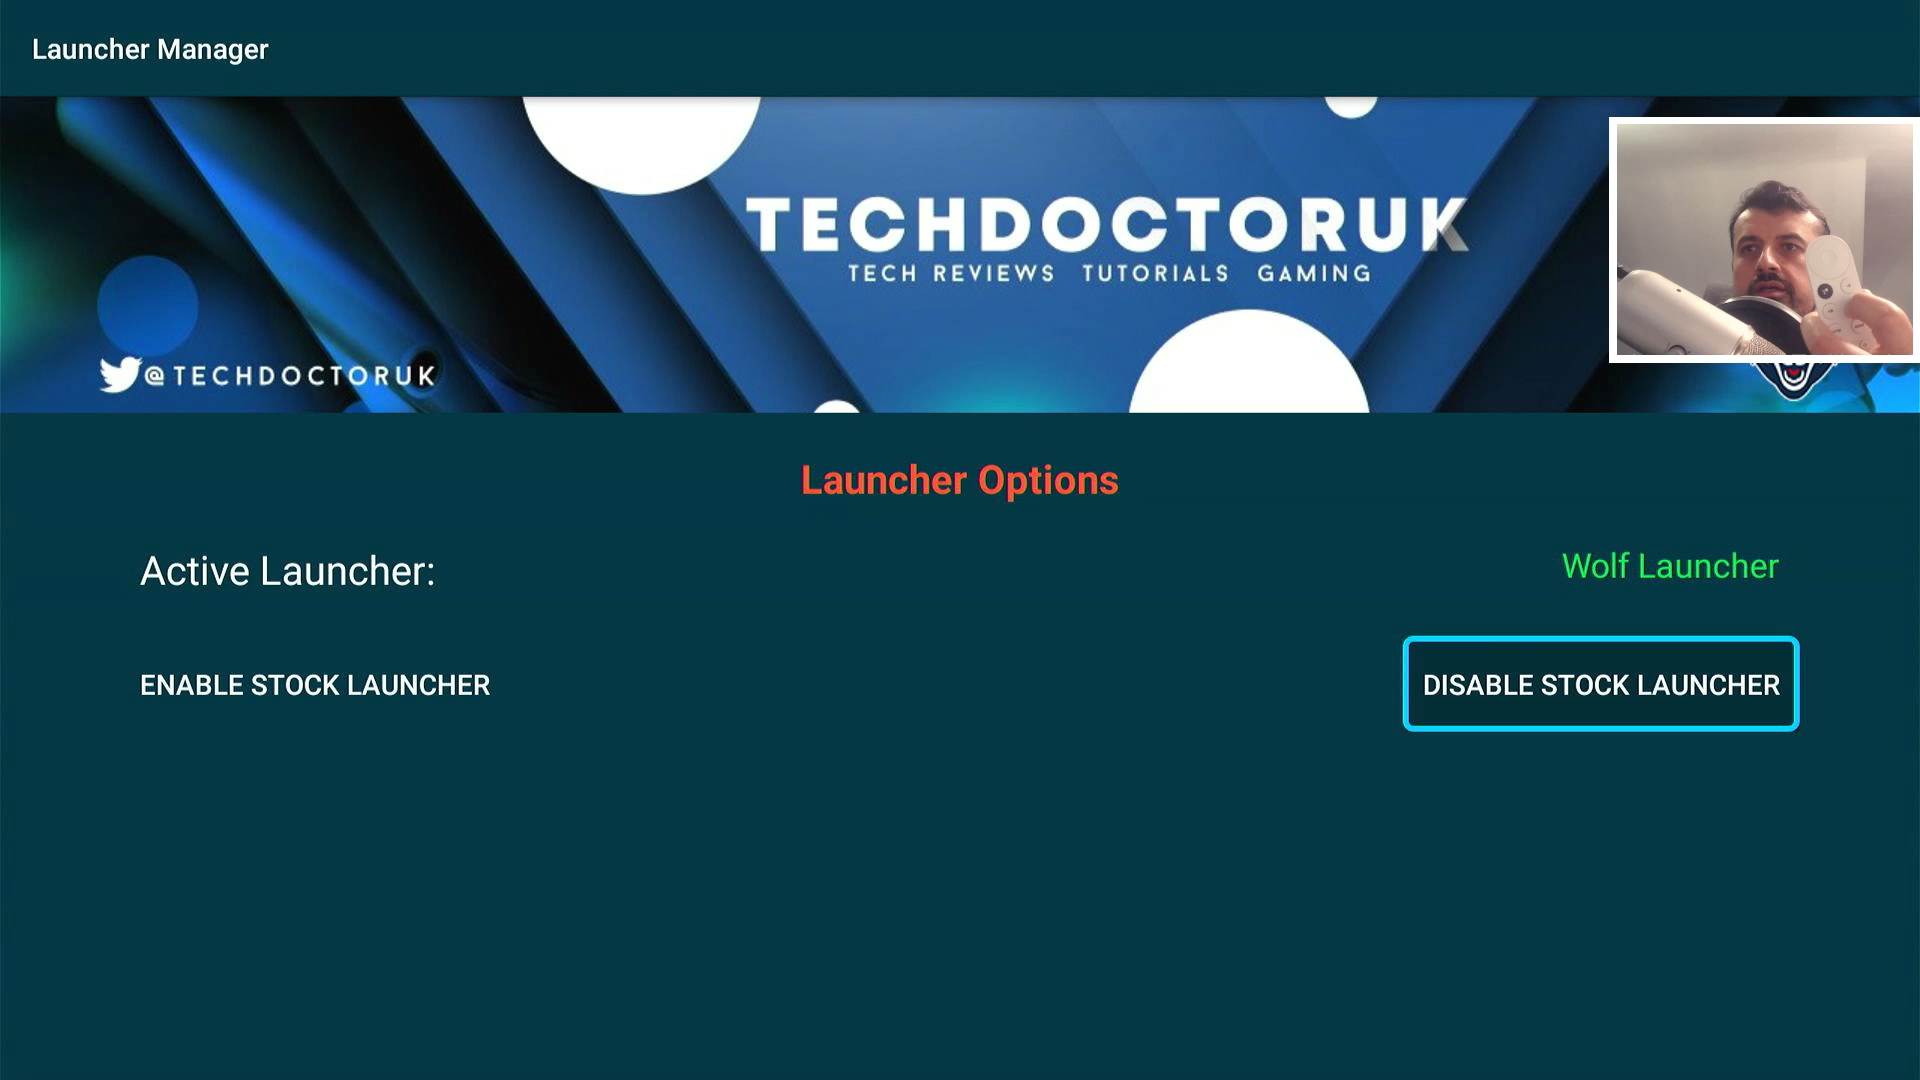 Launcher Manager
TECHDOCTORUK
TECH REVIEWS TUTORIALS GAMING
@TECHDOCTORUK
Launcher Options
Active Launcher:
Wolf Launcher
ENABLE STOCK LAUNCHER
DISABLE STOCK LAUNCHER